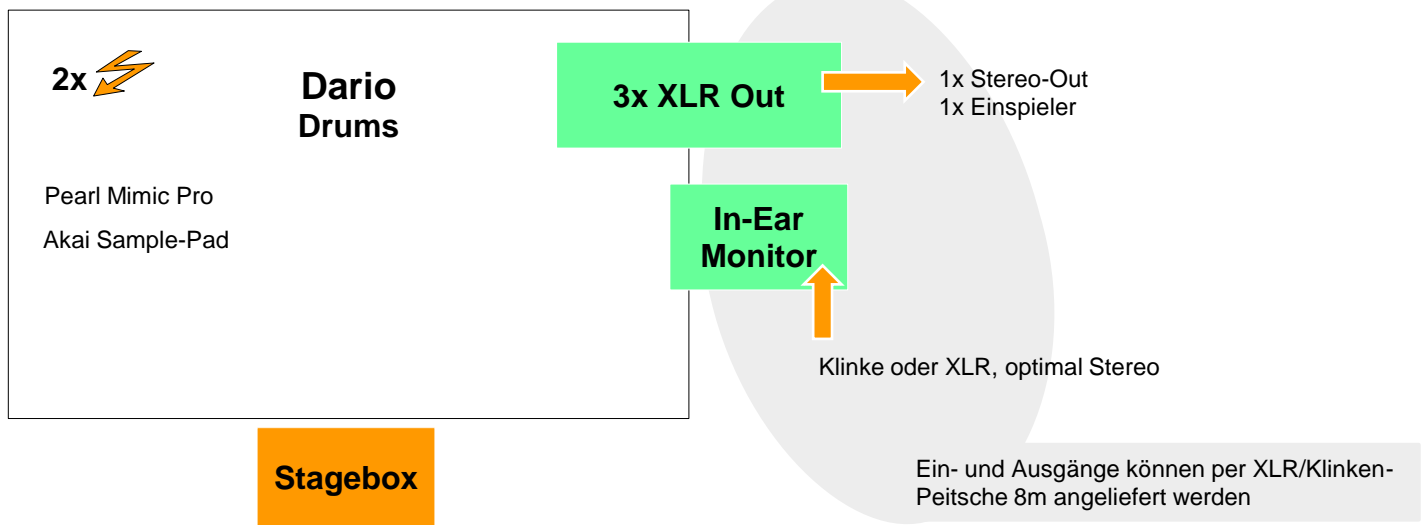 2x
Dario
Drums
3x XLR Out
1x Stereo-Out
1x Einspieler
Pearl Mimic Pro
Akai Sample-Pad
In-Ear
Monitor
Klinke oder XLR, optimal Stereo
Stagebox
Ein- und Ausgänge können per XLR/Klinken-
Peitsche 8m angeliefert werden